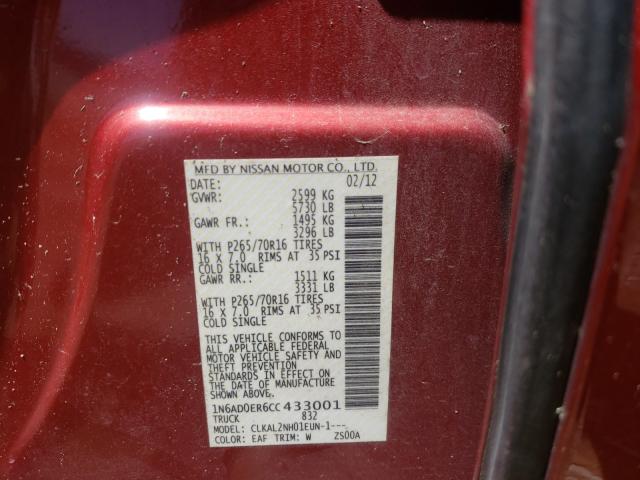 MFD BY NISSAN MOTOR CO., LTD.
DATE: 02/12
GVWR: 2599 KG
5730 LB
GAWR FR.: 1495 KG
3296 LB
WITH P265/70R16 TIRES
16 X 7.0 RIMS AT 35 PSI
COLD SINGLE
GAWR RR.: 1511 KG
3331 LB
WITH P265/70R16 TIRES
16 X 7.0 RIMS AT 35 PSI
COLD SINGLE
THIS VEHICLE CONFORMS TO
ALL APPLICABLE FEDERAL
MOTOR VEHICLE SAFETY AND
THEFT PREVENTION
STANDARDS IN EFFECT ON
THE DATE OF MANUFACTURE
SHOWN ABOVE.
1N6AD0ER6CC433001
TRUCK 832
MODEL: CLKAL2NH01EUN-1---
COLOR: EAF TRIM: W ZS00A